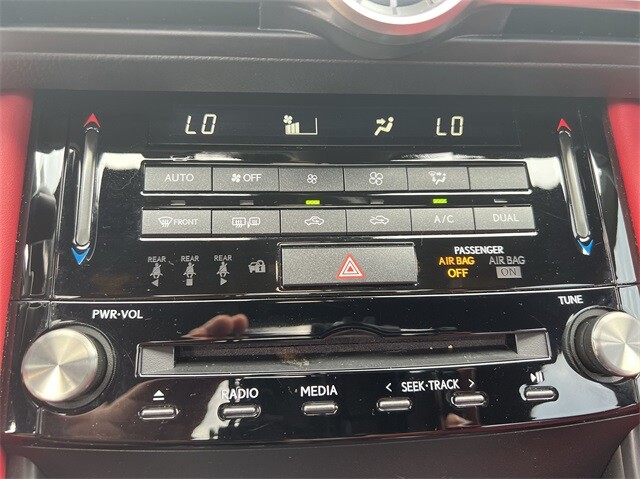 LO LO
AUTO OFF
FRONT A/C DUAL
PASSENGER
REAR REAR REAR AIR BAG AIR BAG
OFF ON
PWR·VOL TUNE
RADIO MEDIA < SEEK·TRACK >